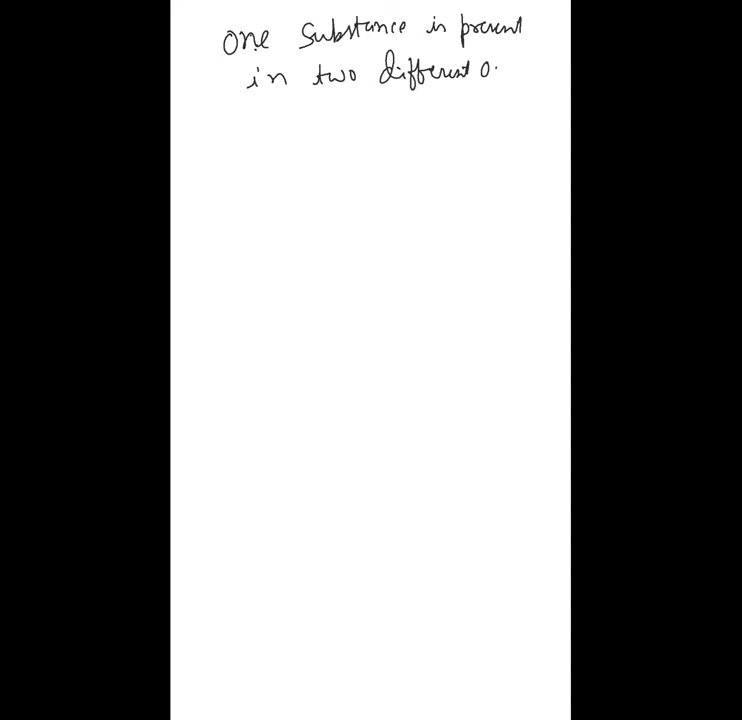 One substance is present
in two different o.